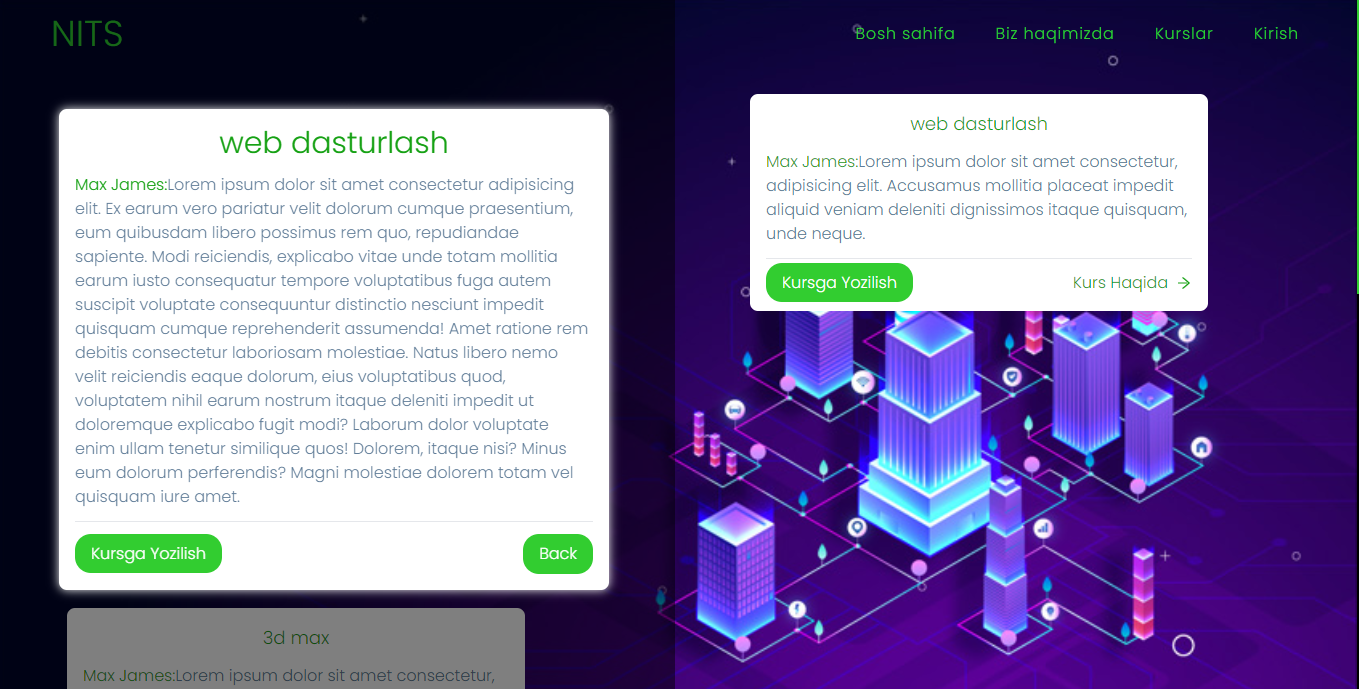 NITS
Bosh sahifa
Biz haqimizda
Kurslar
Kirish
web dasturlash
Max James:Lorem ipsum dolor sit amet consectetur adipisicing
elit. Ex earum vero pariatur velit dolorum cumque praesentium,
eum quibusdam libero possimus rem quo, repudiandae
sapiente. Modi reiciendis, explicabo vitae unde totam mollitia
earum iusto consequatur tempore voluptatibus fuga autem
suscipit voluptate consequuntur distinctio nesciunt impedit
quisquam cumque reprehenderit assumenda! Amet ratione rem
debitis consectetur laboriosam molestiae. Natus libero nemo
velit reiciendis eaque dolorum, eius voluptatibus quod,
voluptatem nihil earum nostrum itaque deleniti impedit ut
doloremque explicabo fugit modi? Laborum dolor voluptate
enim ullam tenetur similique quos! Dolorem, itaque nisi? Minus
eum dolorum perferendis? Magni molestiae dolorem totam vel
quisquam iure amet.
Kursga Yozilish
Back
3d max
Max James:Lorem ipsum dolor sit amet consectetur,
web dasturlash
Max James:Lorem ipsum dolor sit amet consectetur,
adipisicing elit. Accusamus mollitia placeat impedit
aliquid veniam deleniti dignissimos itaque quisquam,
unde neque.
Kursga Yozilish
Kurs Haqida →